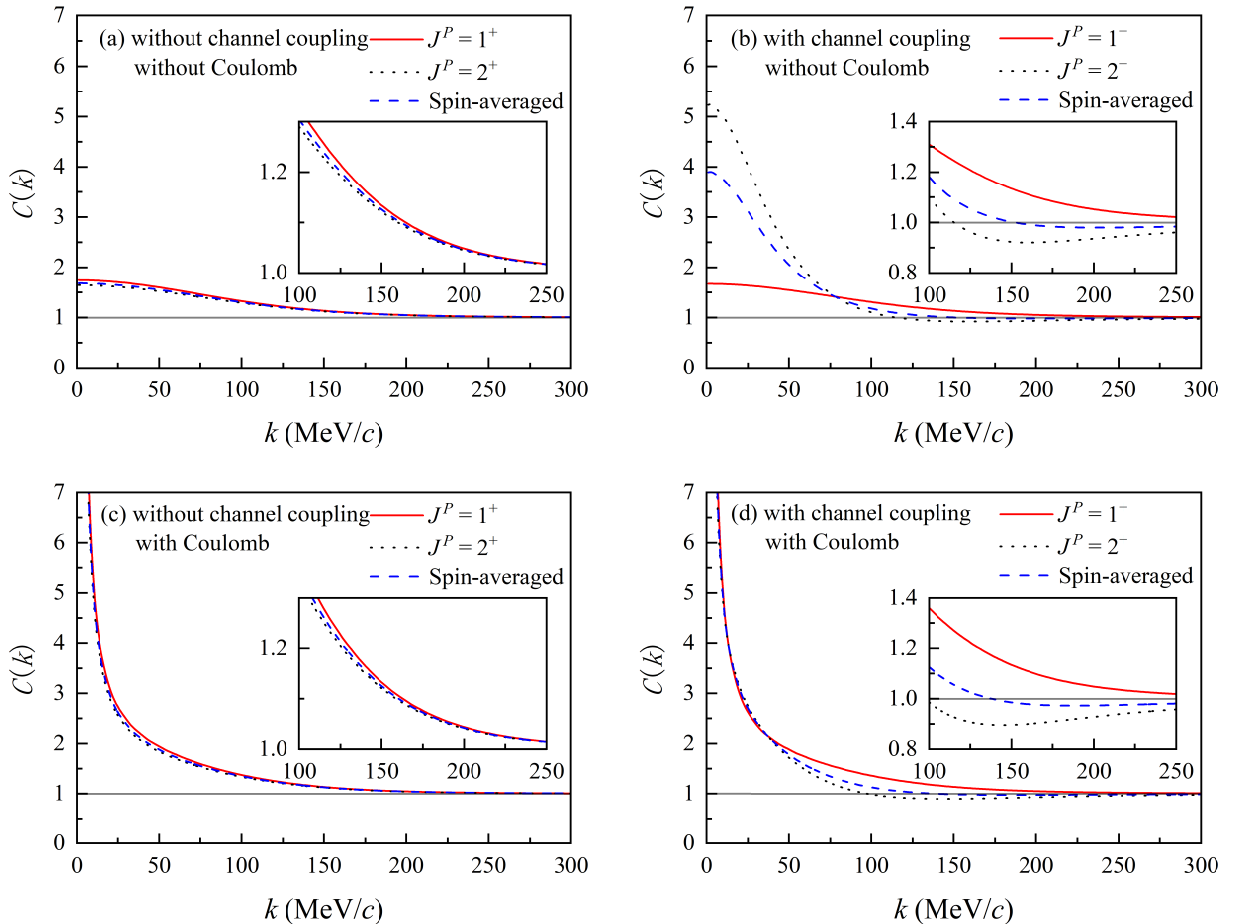 7
6
5
4
3
2
1
0
C(k)
(a) without channel coupling
without Coulomb
J^P = 1^+
J^P = 2^+
Spin-averaged
1.2
1.0
100 150 200 250
0 50 100 150 200 250 300
k (MeV/c)
7
6
5
4
3
2
1
0
C(k)
(b) with channel coupling
without Coulomb
J^P = 1^-
J^P = 2^-
Spin-averaged
1.4
1.2
1.0
0.8
100 150 200 250
0 50 100 150 200 250 300
k (MeV/c)
7
6
5
4
3
2
1
0
C(k)
(c) without channel coupling
with Coulomb
J^P = 1^+
J^P = 2^+
Spin-averaged
1.2
1.0
100 150 200 250
0 50 100 150 200 250 300
k (MeV/c)
7
6
5
4
3
2
1
0
C(k)
(d) with channel coupling
with Coulomb
J^P = 1^-
J^P = 2^-
Spin-averaged
1.4
1.2
1.0
0.8
100 150 200 250
0 50 100 150 200 250 300
k (MeV/c)